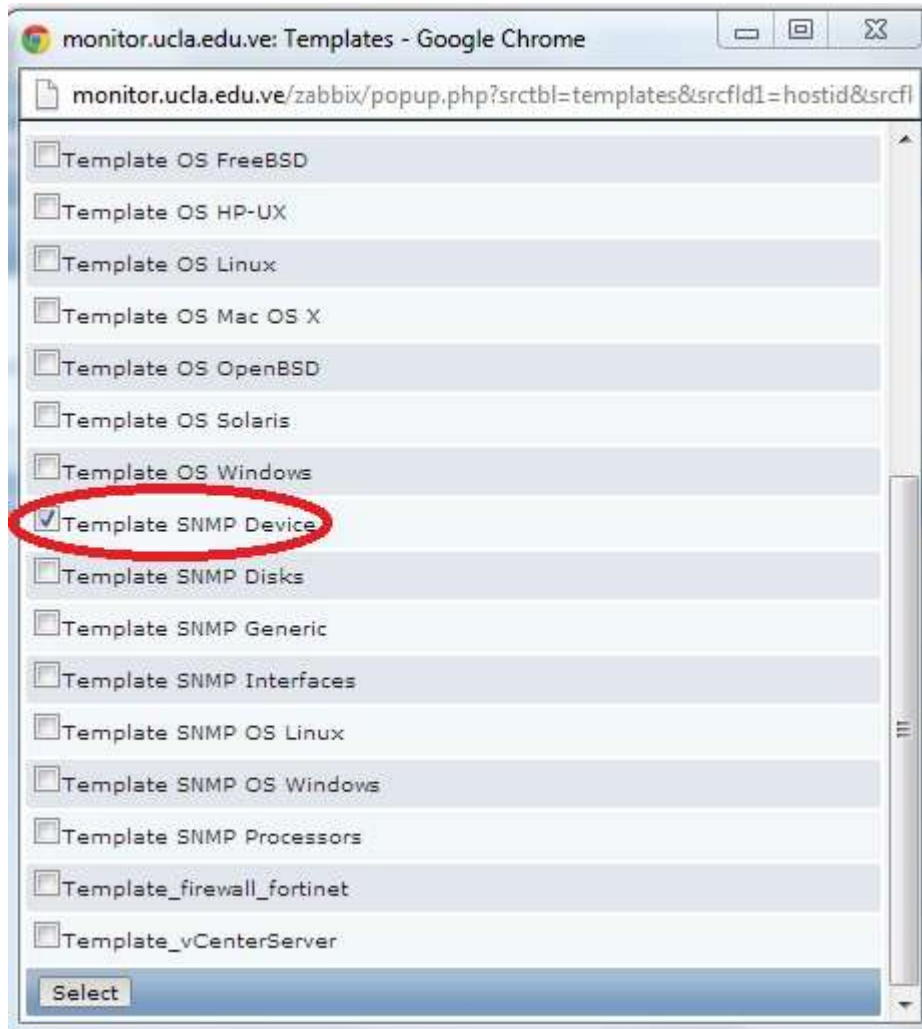 monitor.ucla.edu.ve: Templates - Google Chrome
monitor.ucla.edu.ve/zabbix/popup.php?srctbl=templates&srcfld1=hostid&srcfl
Template OS FreeBSD
Template OS HP-UX
Template OS Linux
Template OS Mac OS X
Template OS OpenBSD
Template OS Solaris
Template OS Windows
Template SNMP Device
Template SNMP Disks
Template SNMP Generic
Template SNMP Interfaces
Template SNMP OS Linux
Template SNMP OS Windows
Template SNMP Processors
Template_firewall_fortinet
Template_vCenterServer
Select